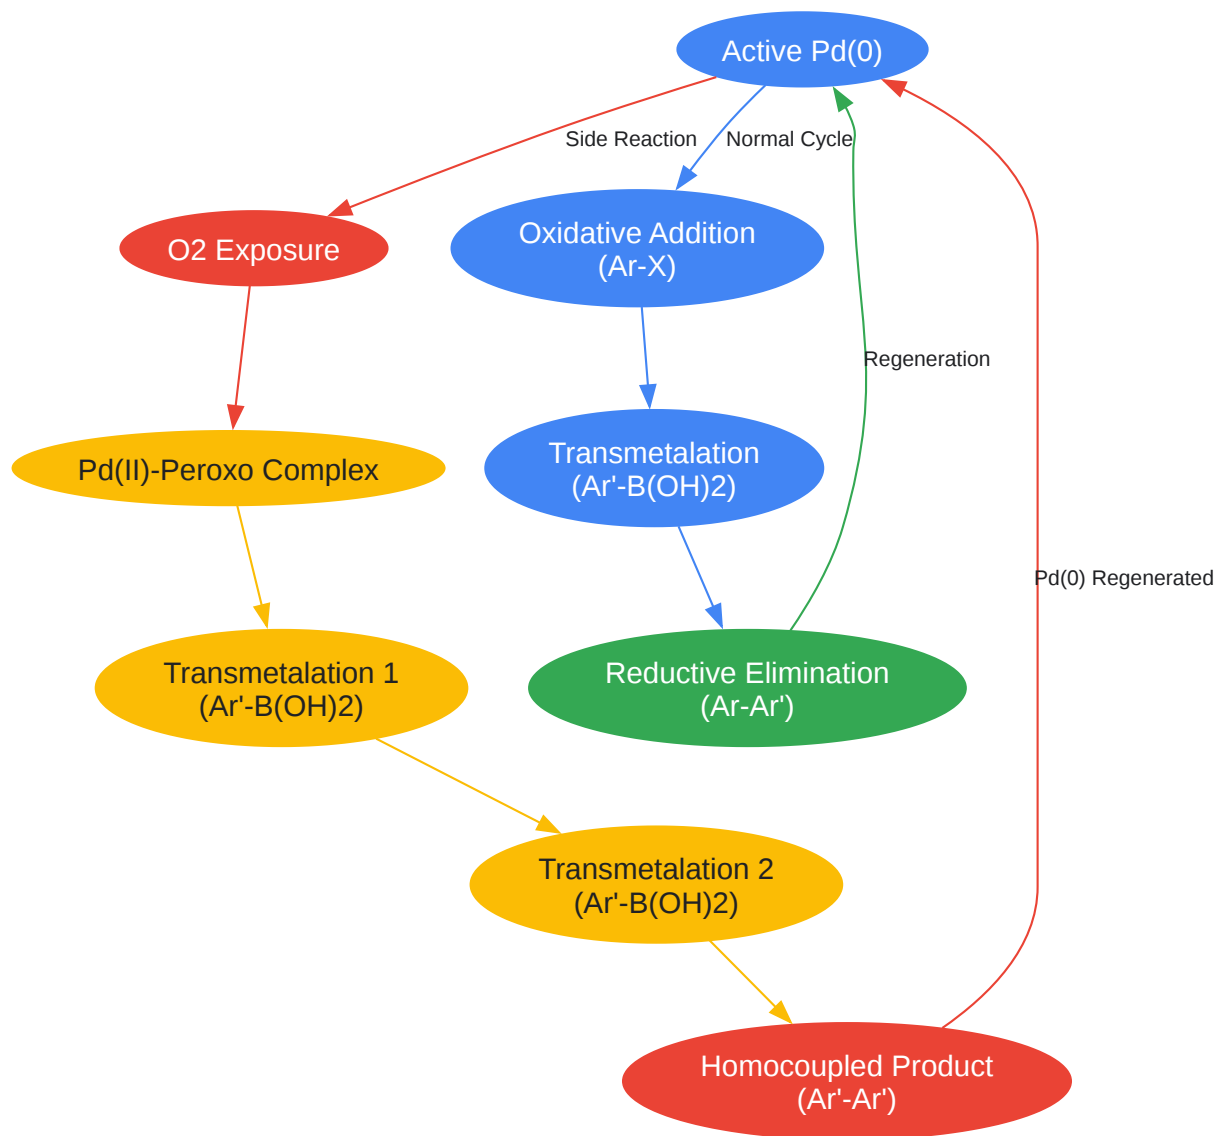 Active Pd(0)
Side Reaction
Normal Cycle
O2 Exposure
Oxidative Addition
(Ar-X)
Regeneration
Pd(II)-Peroxo Complex
Transmetalation
(Ar'-B(OH)2)
Pd(0) Regenerated
Transmetalation 1
(Ar'-B(OH)2)
Reductive Elimination
(Ar-Ar')
Transmetalation 2
(Ar'-B(OH)2)
Homocoupled Product
(Ar'-Ar')